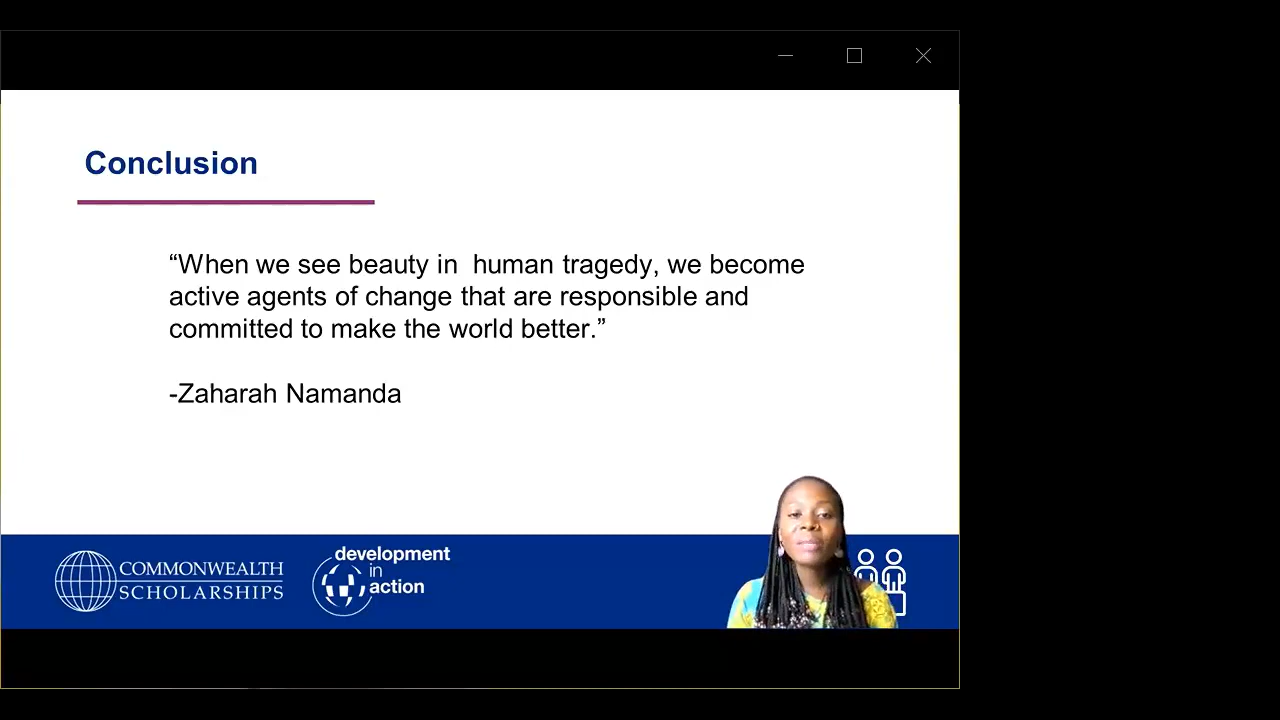 Conclusion
“When we see beauty in  human tragedy, we become
active agents of change that are responsible and
committed to make the world better.”
-Zaharah Namanda
COMMONWEALTH
SCHOLARSHIPS
development
in
action